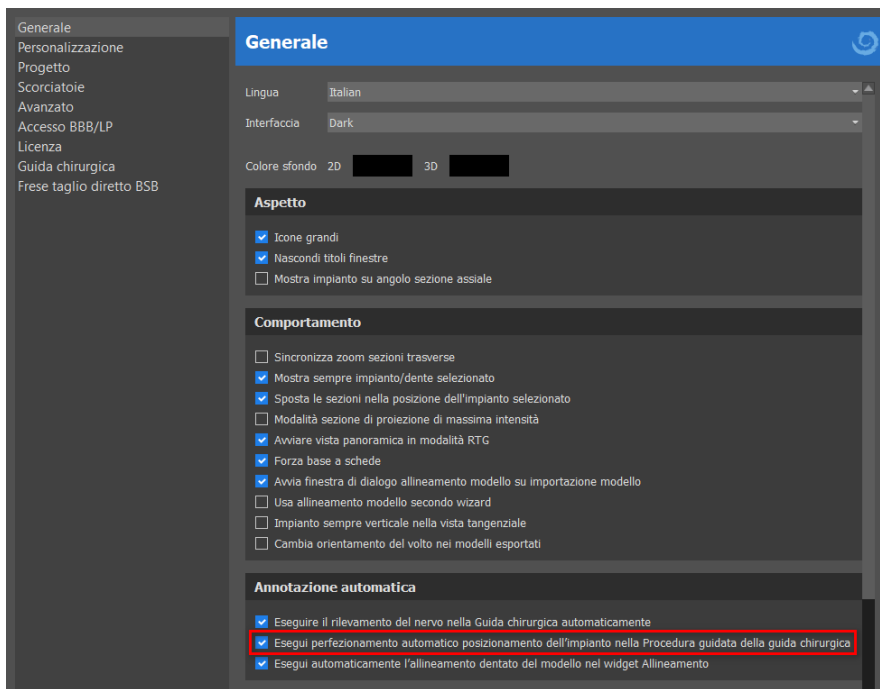 Generale
Personalizzazione
Progetto
Scorciatoie
Avanzato
Accesso BBB/LP
Licenza
Guida chirurgica
Frese taglio diretto BSB
Generale
Lingua Italian
Interfaccia Dark
Colore sfondo 2D 3D
Aspetto
Icone grandi
Nascondi titoli finestre
Mostra impianto su angolo sezione assiale
Comportamento
Sincronizza zoom sezioni trasverse
Mostra sempre impianto/dente selezionato
Sposta le sezioni nella posizione dell'impianto selezionato
Modalità sezione di proiezione di massima intensità
Avviare vista panoramica in modalità RTG
Forza base a schede
Avvia finestra di dialogo allineamento modello su importazione modello
Usa allineamento modello secondo wizard
Impianto sempre verticale nella vista tangenziale
Cambia orientamento del volto nei modelli esportati
Annotazione automatica
Eseguire il rilevamento del nervo nella Guida chirurgica automaticamente
Esegui perfezionamento automatico posizionamento dell’impianto nella Procedura guidata della guida chirurgica
Esegui automaticamente l’allineamento dentato del modello nel widget Allineamento